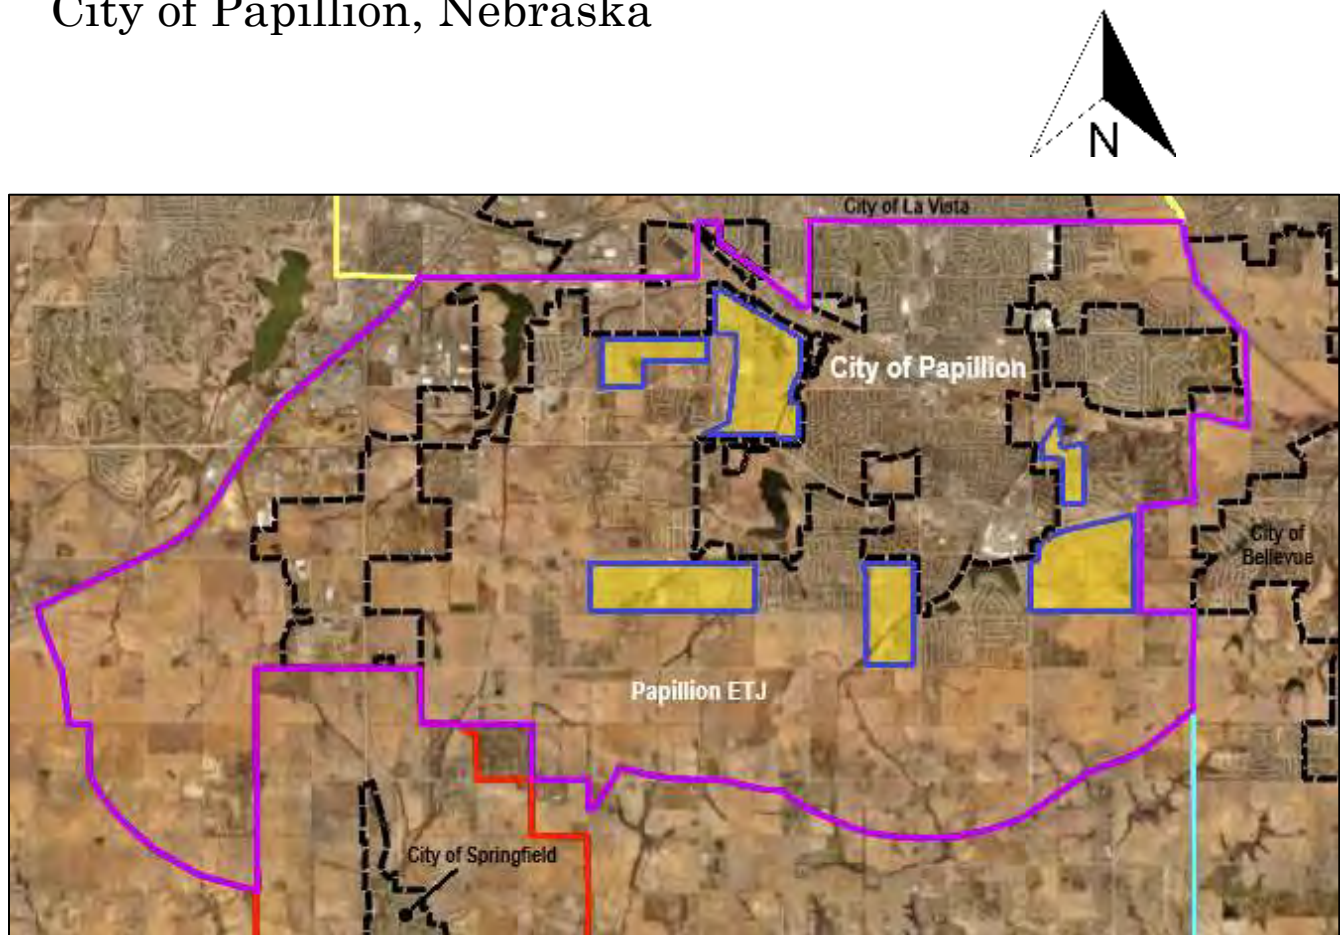 City of Papillion, Nebraska
N
City of La Vista
City of Papillion
City of
Bellevue
Papillion ETJ
City of Springfield